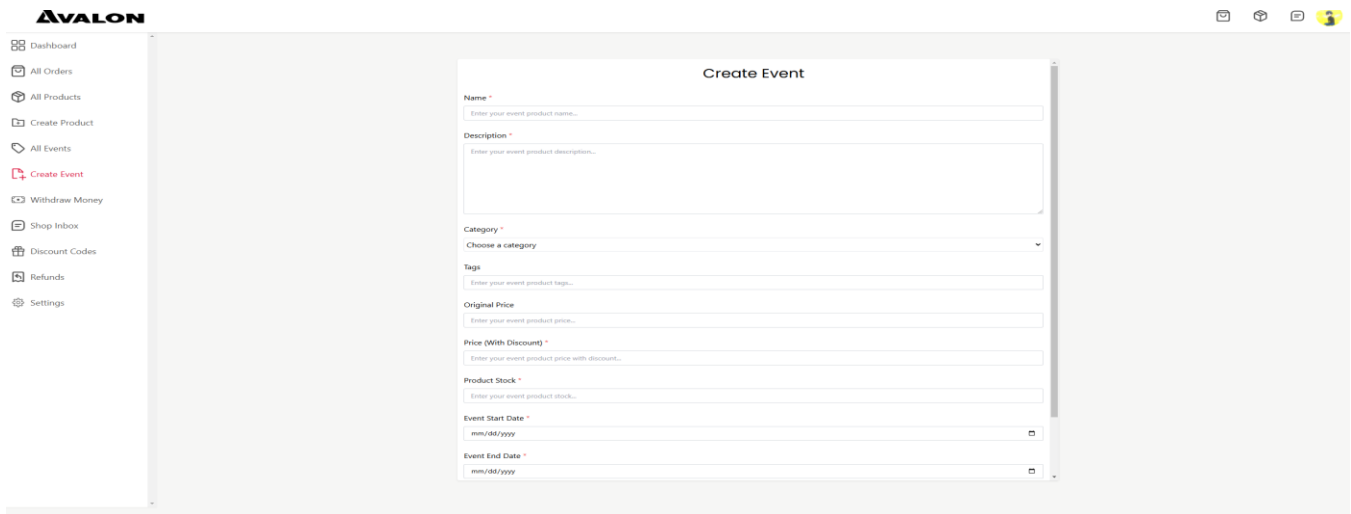 AVALON
Dashboard
All Orders
All Products
Create Product
All Events
Create Event
Withdraw Money
Shop Inbox
Discount Codes
Refunds
Settings
Create Event
Name *
Enter your event product name...
Description *
Enter your event product description...
Category *
Choose a category
Tags
Enter your event product tags...
Original Price
Enter your event product price...
Price (With Discount) *
Enter your event product price with discount...
Product Stock *
Enter your event product stock...
Event Start Date *
mm/dd/yyyy
Event End Date *
mm/dd/yyyy